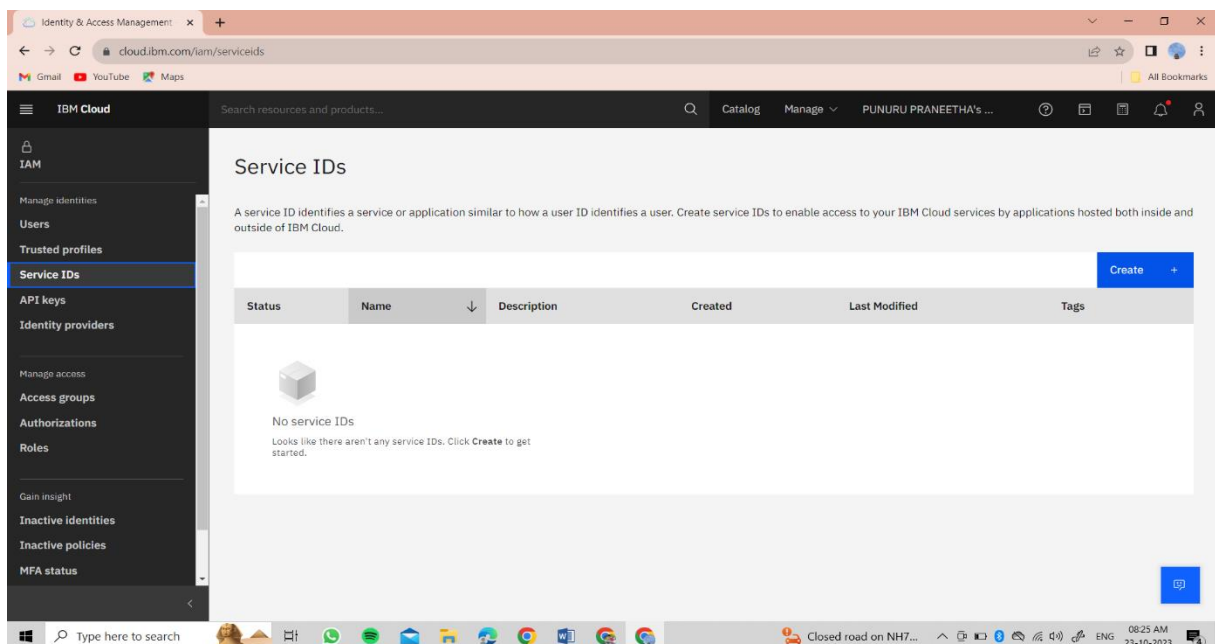 Identity & Access Management
cloud.ibm.com/iam/serviceids
Gmail YouTube Maps All Bookmarks
IBM Cloud Search resources and products... Catalog Manage PUNURU PRANEETHA's ...
IAM
Service IDs
Manage identities
A service ID identifies a service or application similar to how a user ID identifies a user. Create service IDs to enable access to your IBM Cloud services by applications hosted both inside and
outside of IBM Cloud.
Users
Trusted profiles
Service IDs
Create +
API keys
Status Name Description Created Last Modified Tags
Identity providers
Manage access
Access groups
Authorizations
No service IDs
Looks like there aren't any service IDs. Click Create to get
started.
Roles
Gain insight
Inactive identities
Inactive policies
MFA status
Type here to search Closed road on NH7... ENG 08:25 AM
23-10-2023